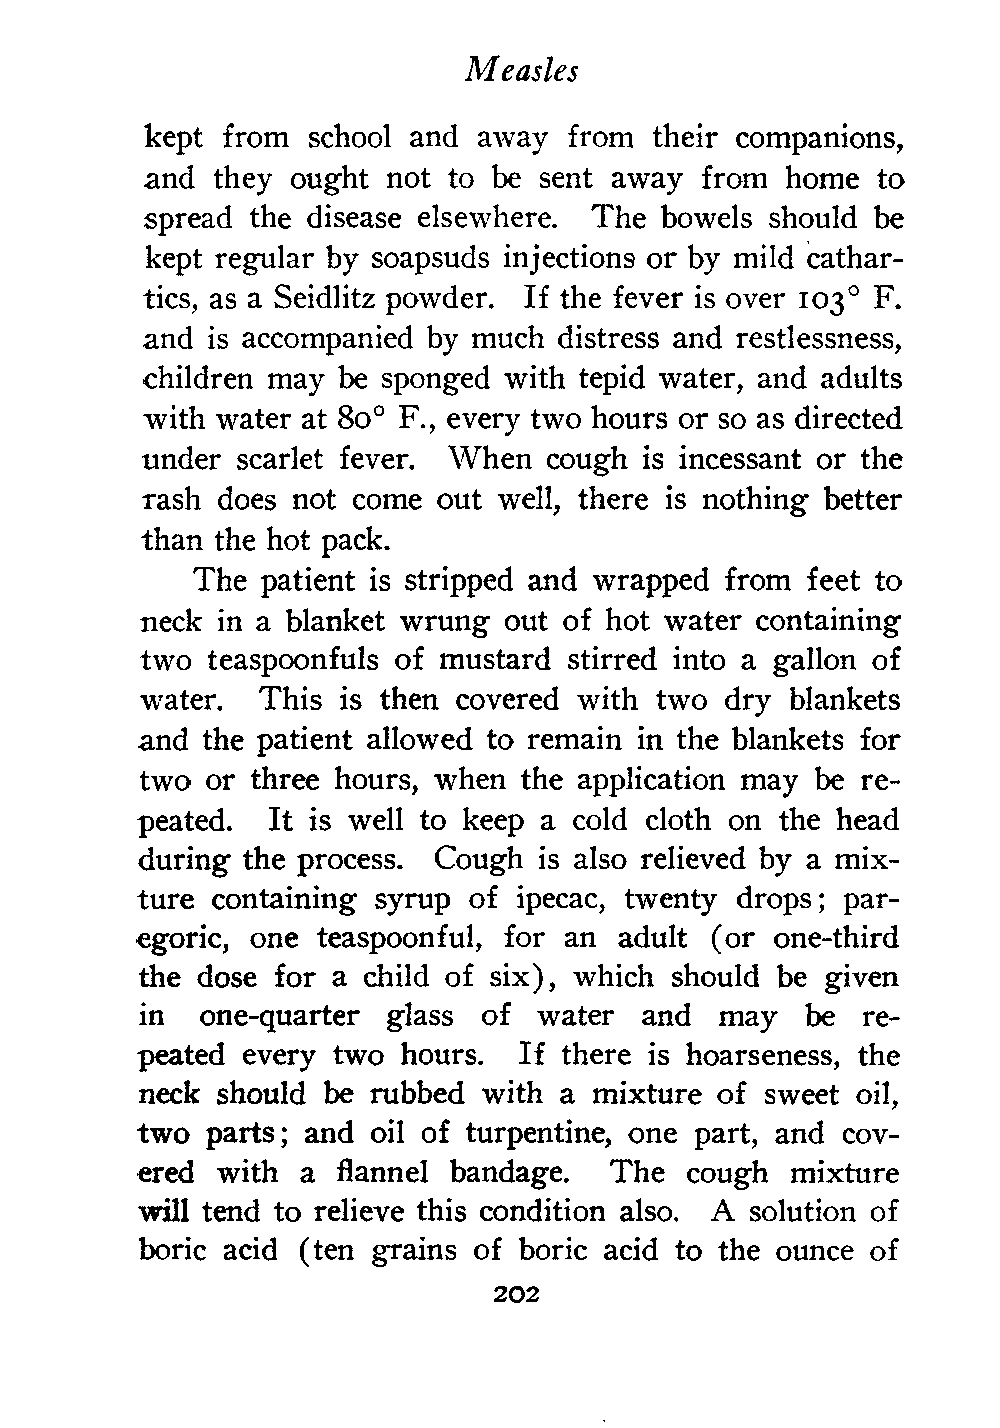 Measles
kept from school and away from their companions,
and they ought not to be sent away from home to
spread the disease elsewhere. The bowels should be
kept regular by soapsuds injections or by mild cathar-
tics, as a Seidlitz powder. If the fever is over 103° F.
and is accompanied by much distress and restlessness,
children may be sponged with tepid water, and adults
with water at 80° F., every two hours or so as directed
under scarlet fever. When cough is incessant or the
rash does not come out well, there is nothing better
than the hot pack.
The patient is stripped and wrapped from feet to
neck in a blanket wrung out of hot water containing
two teaspoonfuls of mustard stirred into a gallon of
water. This is then covered with two dry blankets
and the patient allowed to remain in the blankets for
two or three hours, when the application may be re-
peated. It is well to keep a cold cloth on the head
during the process. Cough is also relieved by a mix-
ture containing syrup of ipecac, twenty drops; par-
egoric, one teaspoonful, for an adult (or one-third
the dose for a child of six), which should be given
in one-quarter glass of water and may be re-
peated every two hours. If there is hoarseness, the
neck should be rubbed with a mixture of sweet oil,
two parts; and oil of turpentine, one part, and cov-
ered with a flannel bandage. The cough mixture
will tend to relieve this condition also. A solution of
boric acid (ten grains of boric acid to the ounce of
202